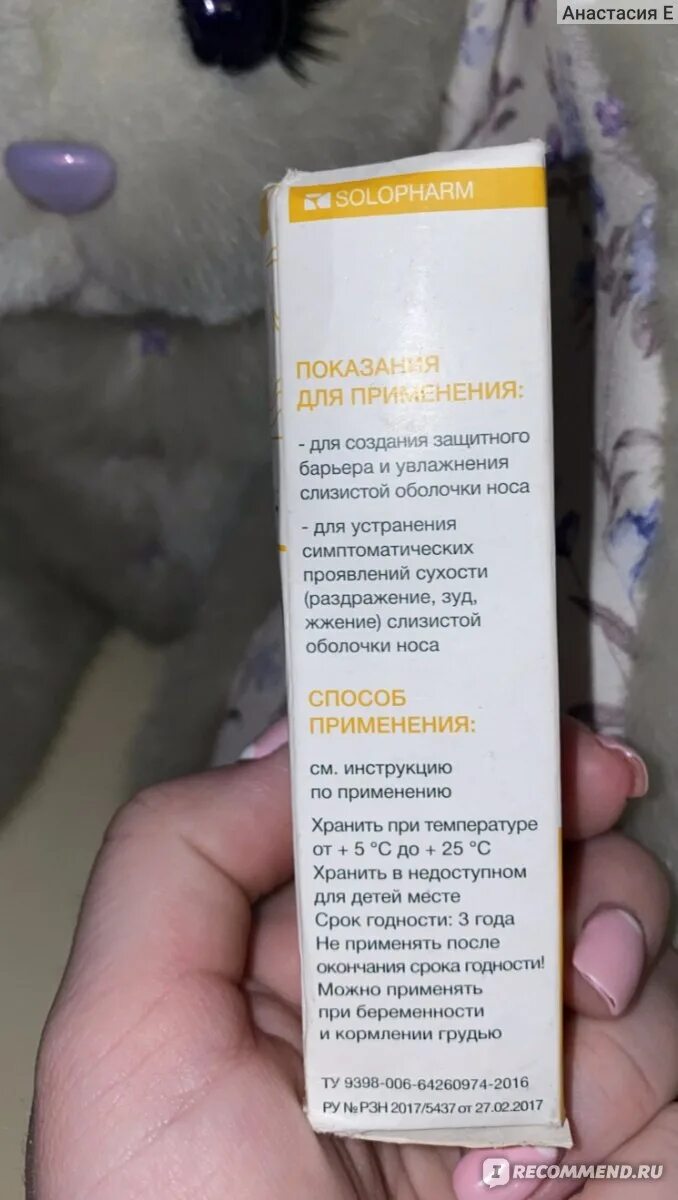 Анастасия Е
SOLOPHARM
ПОКАЗАНИЯ
ДЛЯ ПРИМЕНЕНИЯ:
- для создания защитного
барьера и увлажнения
слизистой оболочки носа
- для устранения
симптоматических
проявлений сухости
(раздражение, зуд,
жжение) слизистой
оболочки носа
СПОСОБ
ПРИМЕНЕНИЯ:
см. инструкцию
по применению
Хранить при температуре
от + 5 °С до + 25 °С
Хранить в недоступном
для детей месте
Срок годности: 3 года
Не применять после
окончания срока годности!
Можно применять
при беременности
и кормлении грудью
ТУ 9398-006-64260974-2016
РУ № РЗН 2017/5437 от 27.02.2017
IRECOMMEND.RU